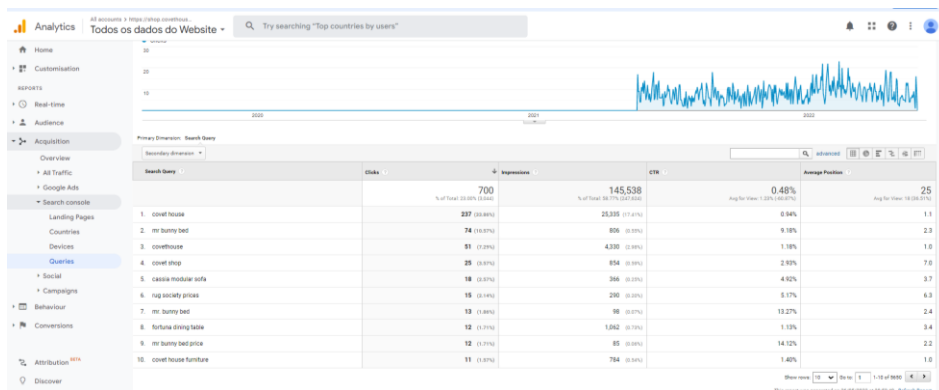 Analytics
All accounts > https://shop.covethous...
Todos os dados do Website
Try searching "Top countries by users"
Home
Customisation
REPORTS
Real-time
Audience
Acquisition
Overview
All Traffic
Google Ads
Search console
Landing Pages
Countries
Devices
Queries
Social
Campaigns
Behaviour
Conversions
Attribution BETA
Discover
30
20
10
2020 2021 2022
Primary Dimension: Search Query
Secondary dimension
advanced
Search Query Clicks Impressions CTR Average Position
700 145,538 0.48% 25
1. covet house 237 25,335 0.94% 1.1
2. mr bunny bed 74 806 9.18% 2.3
3. covethouse 51 4,330 1.18% 1.0
4. covet shop 25 854 2.93% 7.0
5. cassia modular sofa 18 366 4.92% 3.7
6. rug society prices 15 290 5.17% 6.3
7. mr. bunny bed 13 98 13.27% 2.4
8. fortuna dining table 12 1,062 1.13% 3.4
9. mr bunny bed price 12 85 14.12% 2.2
10. covet house furniture 11 784 1.40% 1.0
Show rows: 10 Go to: 1 1-10 of 9650